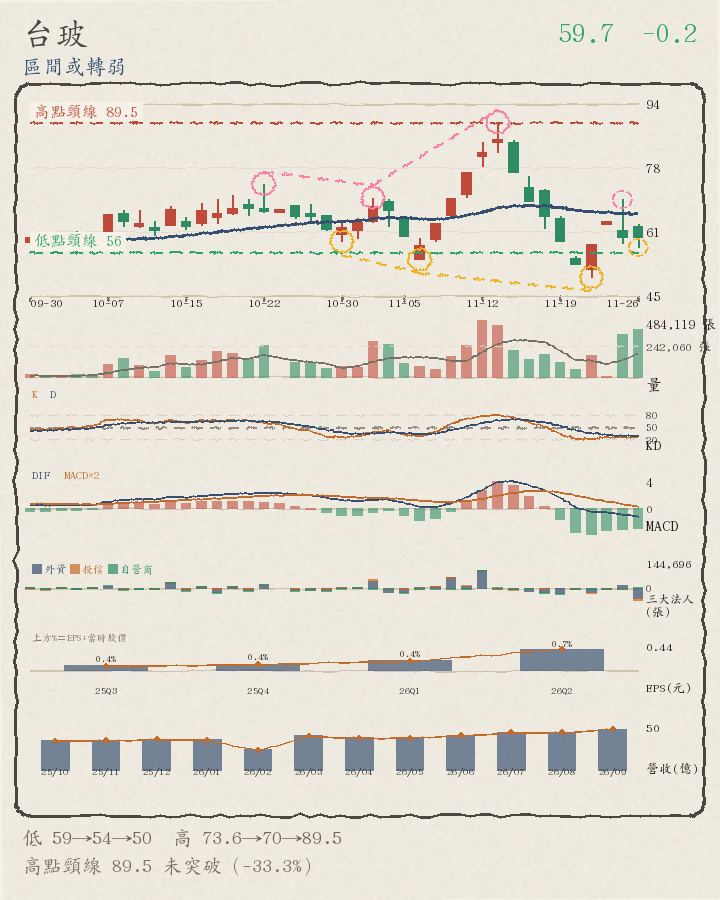 台玻 59.7 -0.2
區間或轉弱
高點頸線 89.5
94
78
61
低點頸線 56
45
09-30 10-07 10-15 10-22 10-30 11-05 11-12 11-19 11-26
484,119 張
242,060 張
量
K D
80
50
20
KD
DIF MACD×2
4
0
MACD
外資 投信 自營商
144,696
0
三大法人
(張)
上方%=EPS÷當時股價
0.4% 0.4% 0.4% 0.7%
0.44
25Q3 25Q4 26Q1 26Q2
EPS(元)
50
25/10 25/11 25/12 26/01 26/02 26/03 26/04 26/05 26/06 26/07 26/08 26/09
營收(億)
低 59→54→50 高 73.6→70→89.5
高點頸線 89.5 未突破 (-33.3%)